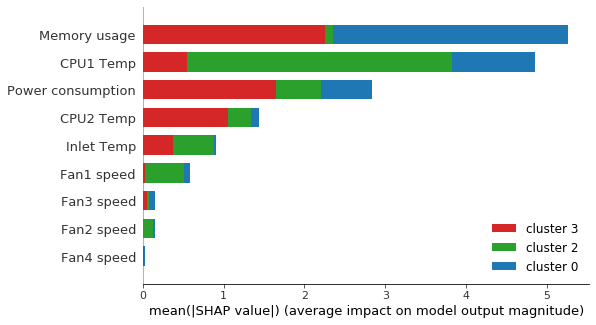 Memory usage
CPU1 Temp
Power consumption
CPU2 Temp
Inlet Temp
Fan1 speed
Fan3 speed
Fan2 speed
Fan4 speed
cluster 3
cluster 2
cluster 0
0 1 2 3 4 5
mean(|SHAP value|) (average impact on model output magnitude)